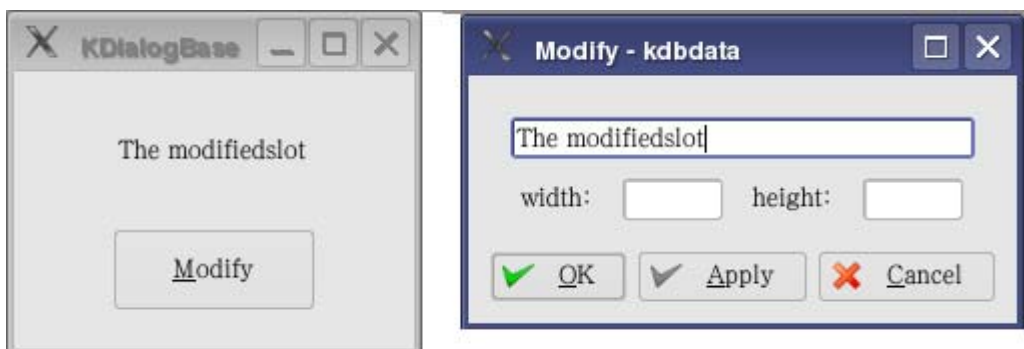 KDialogBase
The modifiedslot
Modify
Modify - kdbdata
The modifiedslot
width:
height:
OK
Apply
Cancel